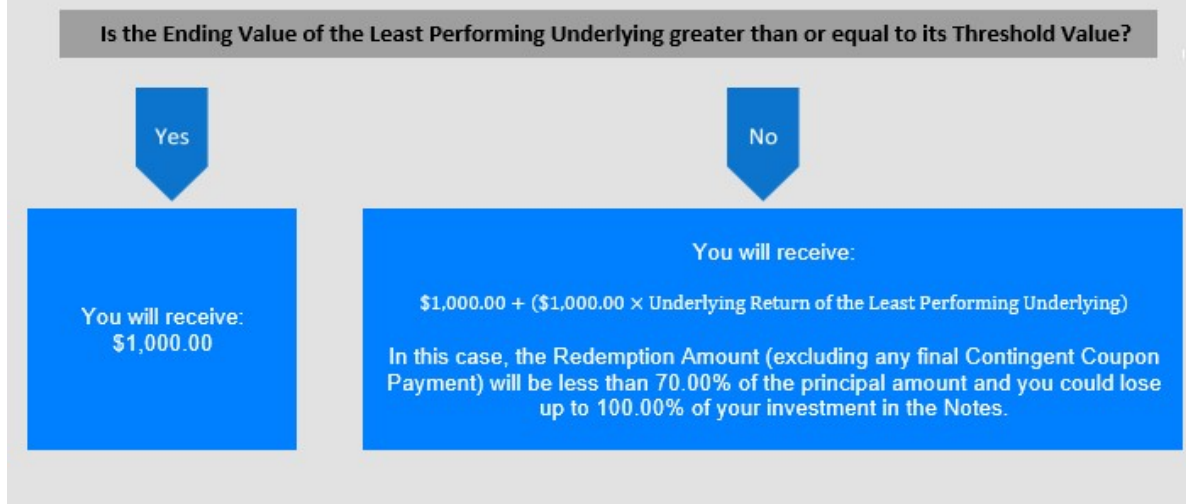 Is the Ending Value of the Least Performing Underlying greater than or equal to its Threshold Value?
Yes
No
You will receive:
$1,000.00
You will receive:
$1,000.00 + ($1,000.00 × Underlying Return of the Least Performing Underlying)
In this case, the Redemption Amount (excluding any final Contingent Coupon
Payment) will be less than 70.00% of the principal amount and you could lose
up to 100.00% of your investment in the Notes.